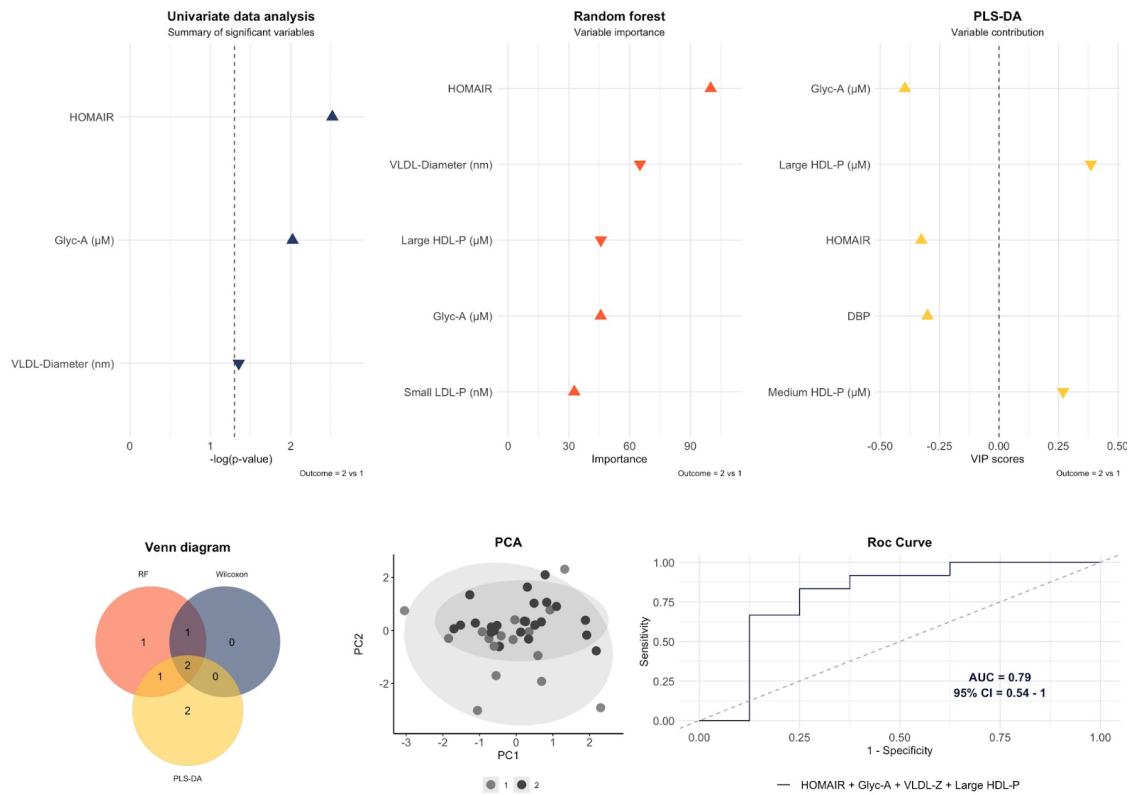 Univariate data analysis
Summary of significant variables
HOMAIR
Glyc-A (µM)
VLDL-Diameter (nm)
0 1 2
-log(p-value)
Outcome = 2 vs 1
Random forest
Variable importance
HOMAIR
VLDL-Diameter (nm)
Large HDL-P (µM)
Glyc-A (µM)
Small LDL-P (nM)
0 30 60 90
Importance
Outcome = 2 vs 1
PLS-DA
Variable contribution
Glyc-A (µM)
Large HDL-P (µM)
HOMAIR
DBP
Medium HDL-P (µM)
-0.50 -0.25 0.00 0.25 0.50
VIP scores
Outcome = 2 vs 1
Venn diagram
RF Wilcoxon
1 1 0
2
1 0
2
PLS-DA
PCA
PC2
2
0
-2
-3 -2 -1 0 1 2
PC1
1 2
Roc Curve
Sensitivity
1.00
0.75
0.50
0.25
0.00
AUC = 0.79
95% CI = 0.54 - 1
0.00 0.25 0.50 0.75 1.00
1 - Specificity
HOMAIR + Glyc-A + VLDL-Z + Large HDL-P